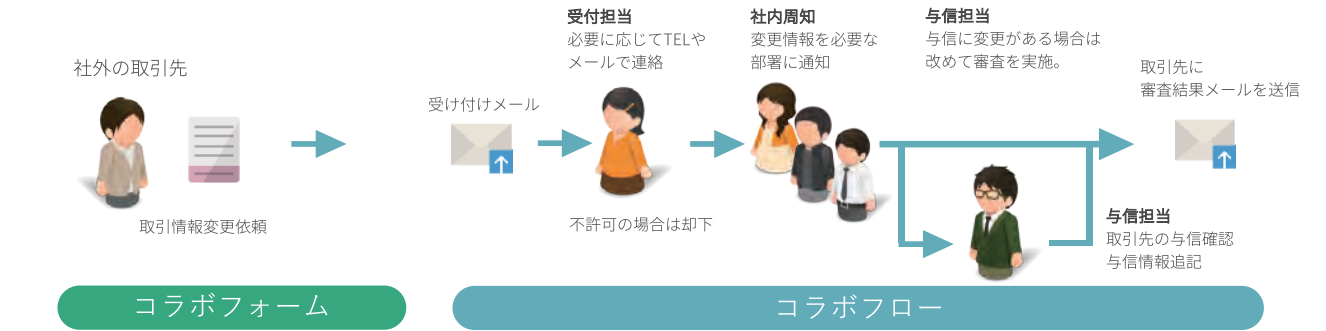 社外の取引先
取引情報変更依頼
コラボフォーム
受け付けメール
受付担当
必要に応じてTELや
メールで連絡
不許可の場合は却下
社内周知
変更情報を必要な
部署に通知
与信担当
与信に変更がある場合は
改めて審査を実施。
与信担当
取引先の与信確認
与信情報追記
取引先に
審査結果メールを送信
コラボフロー